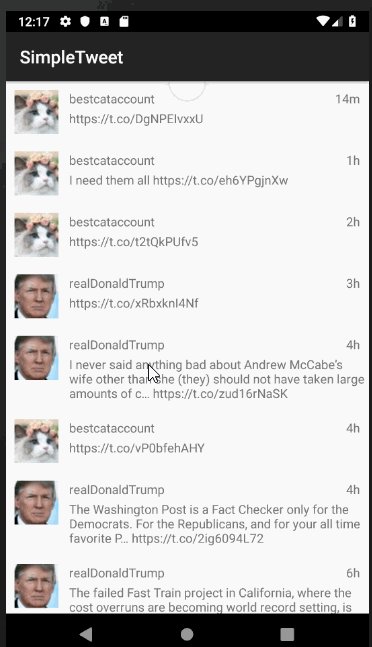 12:17
SimpleTweet
bestcataccount 14m
https://t.co/DgNPEIvxxU
bestcataccount 1h
I need them all https://t.co/eh6YPgjnXw
bestcataccount 2h
https://t.co/t2tQkPUfv5
realDonaldTrump 3h
https://t.co/xRbxknI4Nf
realDonaldTrump 4h
I never said anything bad about Andrew McCabe's
wife other than she (they) should not have taken large
amounts of c… https://t.co/zud16rNaSK
bestcataccount 4h
https://t.co/vP0bfehAHY
realDonaldTrump 4h
The Washington Post is a Fact Checker only for the
Democrats. For the Republicans, and for your all time
favorite P… https://t.co/2ig6094L72
realDonaldTrump 6h
The failed Fast Train project in California, where the
cost overruns are becoming world record setting, is